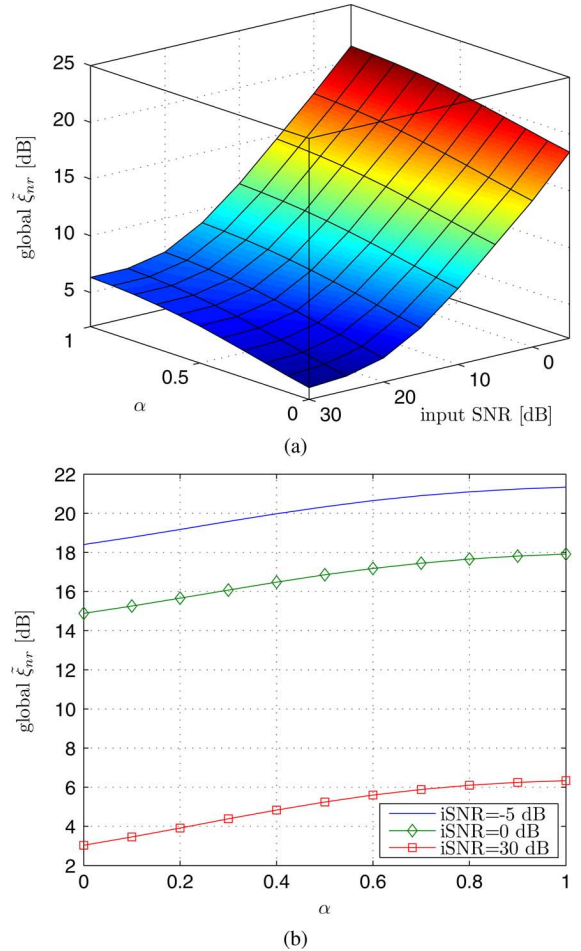 25
20
15
10
5
global ξ̃nr [dB]
1
0.5
0
α
30
20
10
0
input SNR [dB]
(a)
22
20
18
16
14
12
10
8
6
4
2
global ξ̃nr [dB]
iSNR=-5 dB
iSNR=0 dB
iSNR=30 dB
0 0.2 0.4 0.6 0.8 1
α
(b)